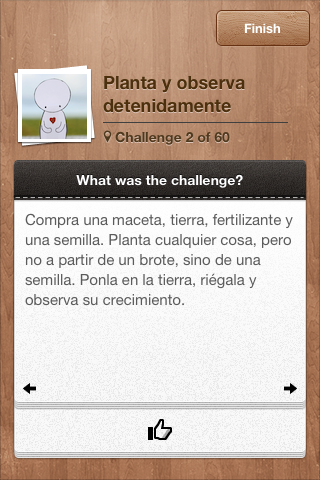 Finish
Planta y observa
detenidamente
Challenge 2 of 60
What was the challenge?
Compra una maceta, tierra, fertilizante y
una semilla. Planta cualquier cosa, pero
no a partir de un brote, sino de una
semilla. Ponla en la tierra, riégala y
observa su crecimiento.